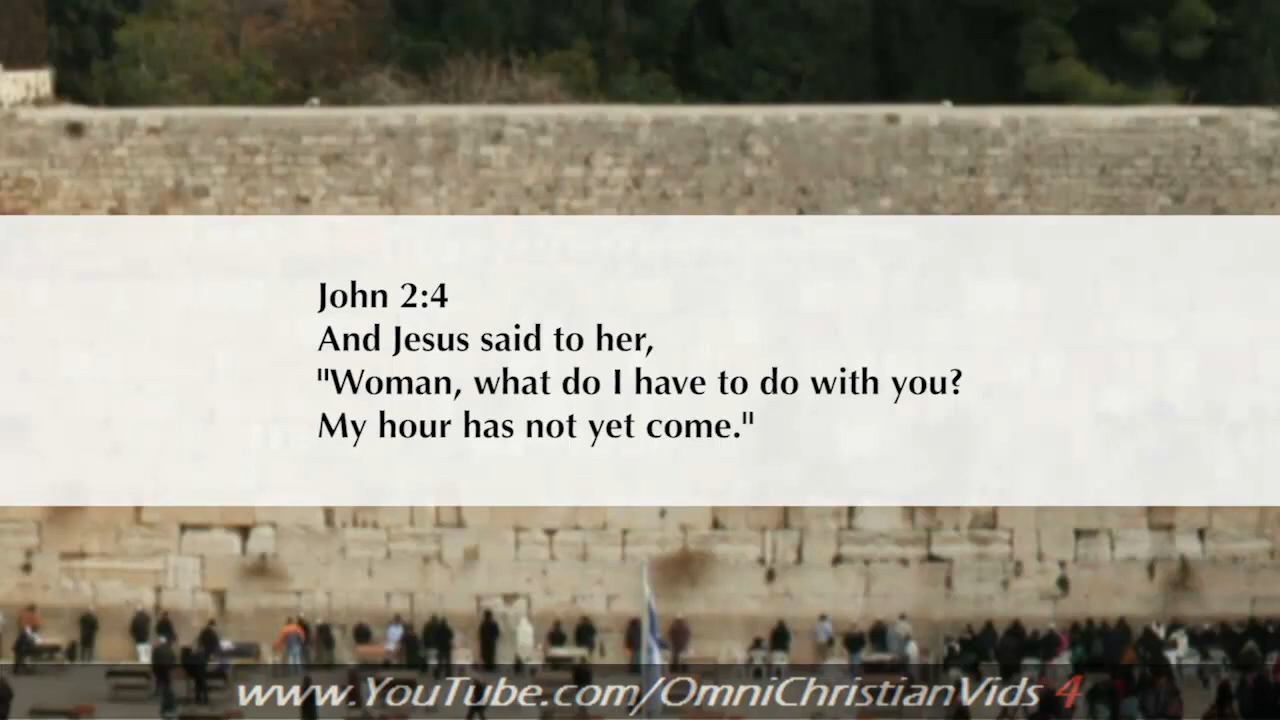 John 2:4
And Jesus said to her,
"Woman, what do I have to do with you?
My hour has not yet come."
www.YouTube.com/OmniChristianVids 4